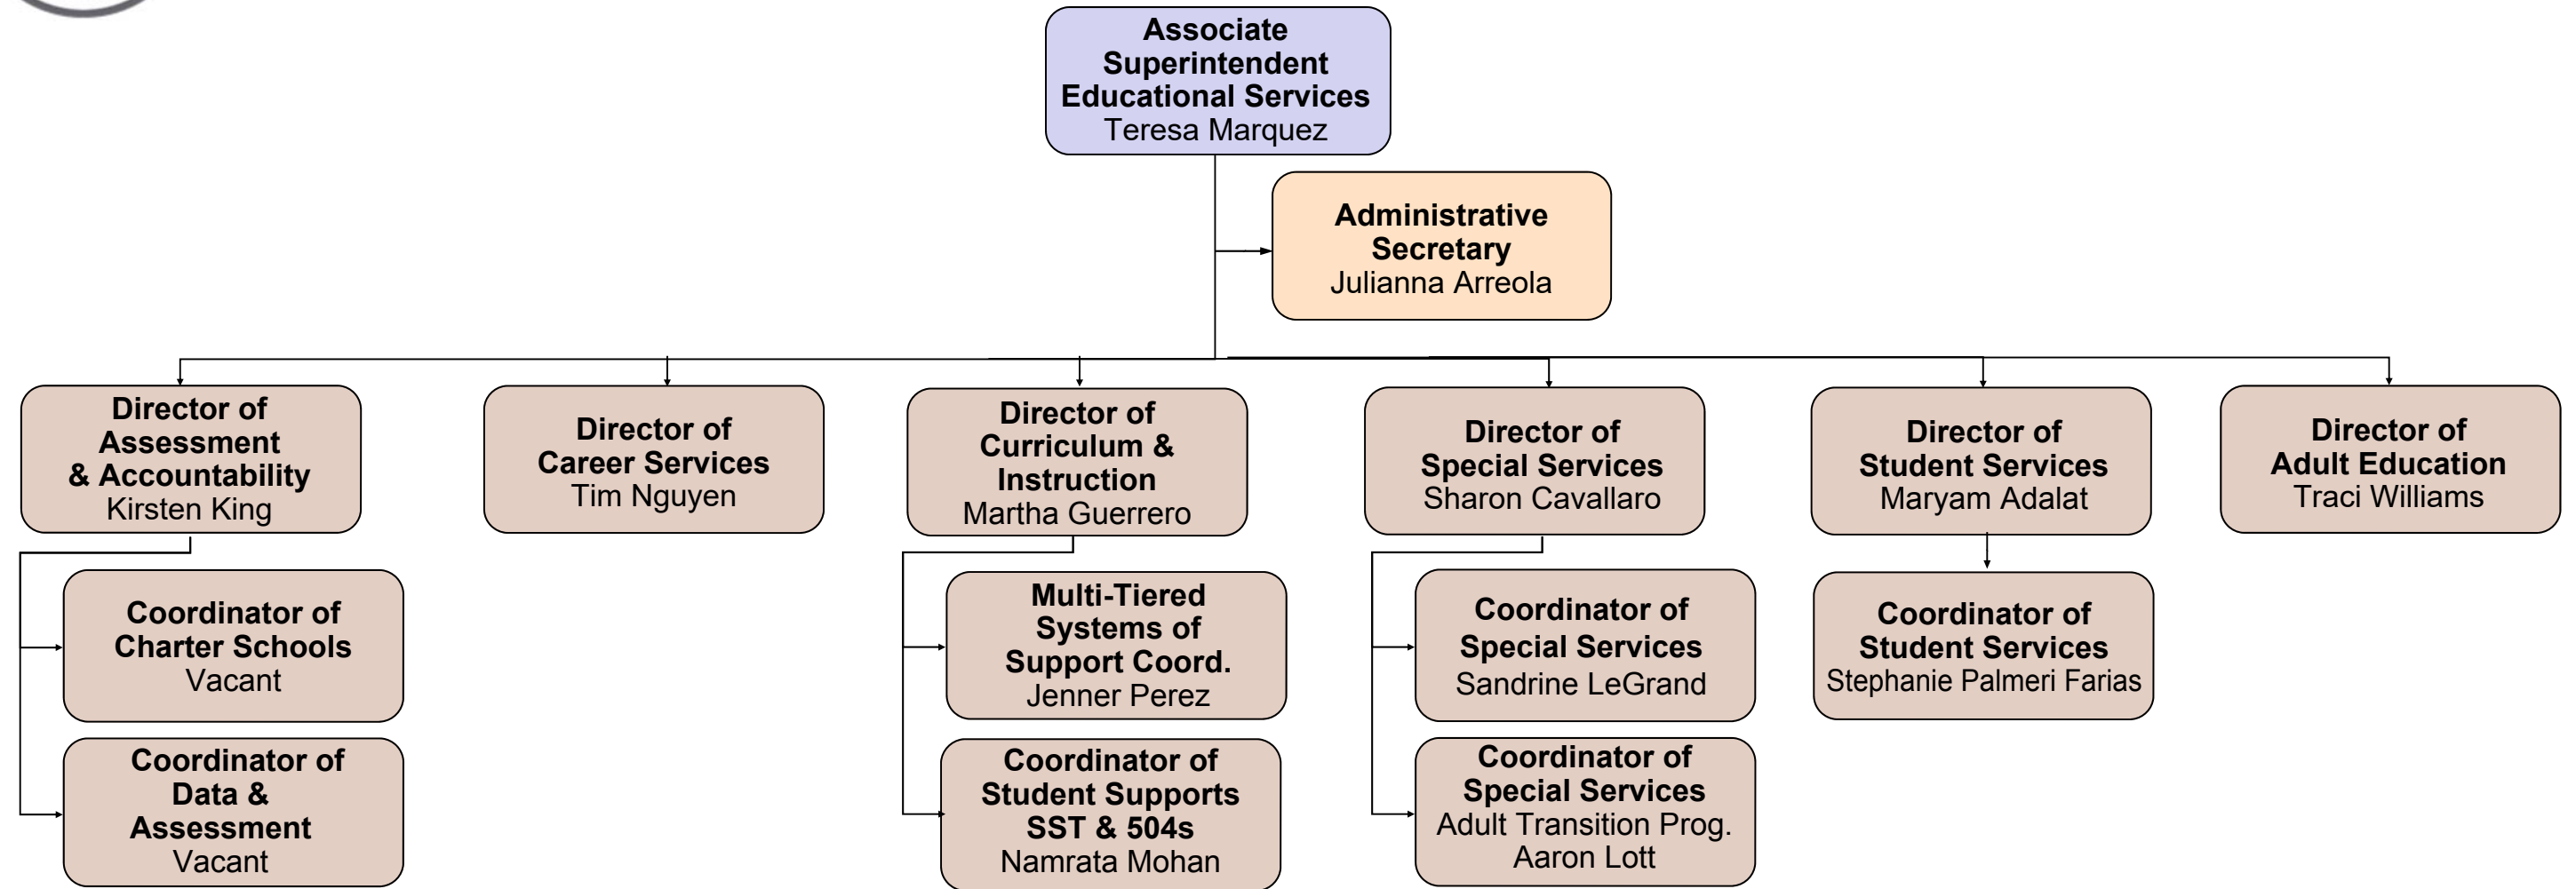 Associate
Superintendent
Educational Services
Teresa Marquez
Administrative
Secretary
Julianna Arreola
Director of
Assessment
& Accountability
Kirsten King
Director of
Career Services
Tim Nguyen
Director of
Curriculum &
Instruction
Martha Guerrero
Director of
Special Services
Sharon Cavallaro
Director of
Student Services
Maryam Adalat
Director of
Adult Education
Traci Williams
Coordinator of
Charter Schools
Vacant
Multi-Tiered
Systems of
Support Coord.
Jenner Perez
Coordinator of
Special Services
Sandrine LeGrand
Coordinator of
Student Services
Stephanie Palmeri Farias
Coordinator of
Data &
Assessment
Vacant
Coordinator of
Student Supports
SST & 504s
Namrata Mohan
Coordinator of
Special Services
Adult Transition Prog.
Aaron Lott